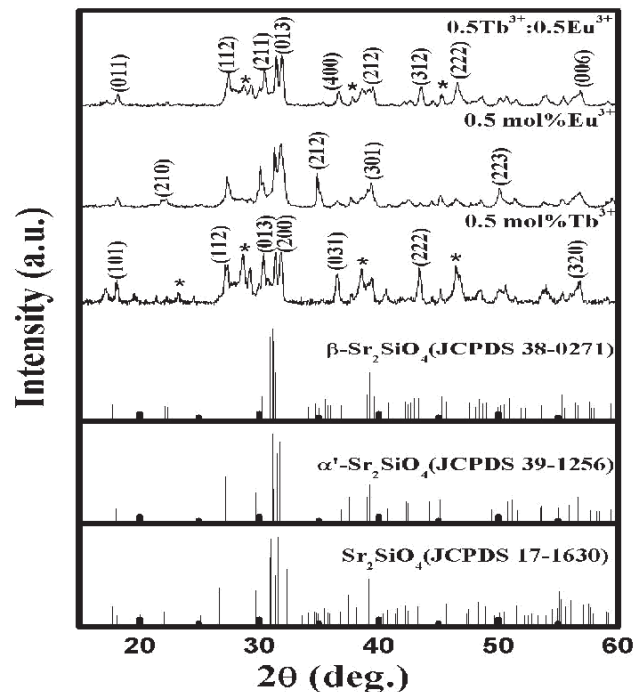 0.5Tb³⁺:0.5Eu³⁺
(011) (112) * (211) (013) (400) * (212) (312) * (222) (006)
0.5 mol%Eu³⁺
(210) (212) (301) (223)
0.5 mol%Tb³⁺
(101) * (112) * (013) (200) (031) * (222) * (320)
β-Sr₂SiO₄(JCPDS 38-0271)
α'-Sr₂SiO₄(JCPDS 39-1256)
Sr₂SiO₄(JCPDS 17-1630)
20 30 40 50 60
2θ (deg.)
Intensity (a.u.)